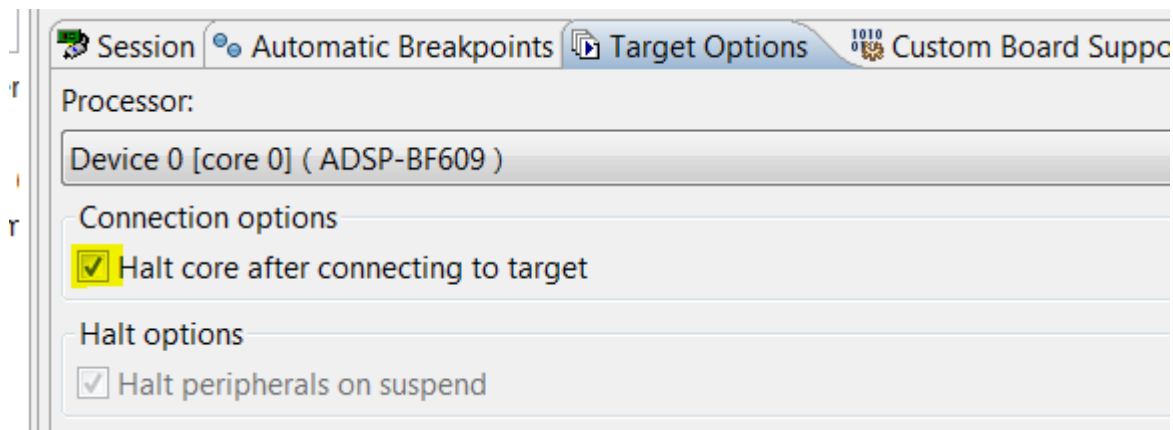 Session Automatic Breakpoints Target Options Custom Board Suppo
Processor:
Device 0 [core 0] ( ADSP-BF609 )
Connection options
Halt core after connecting to target
Halt options
Halt peripherals on suspend